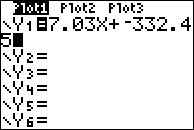 Plot1 Plot2 Plot3
\Y1=7.03X+-332.4
5
\Y2=
\Y3=
\Y4=
\Y5=
\Y6=